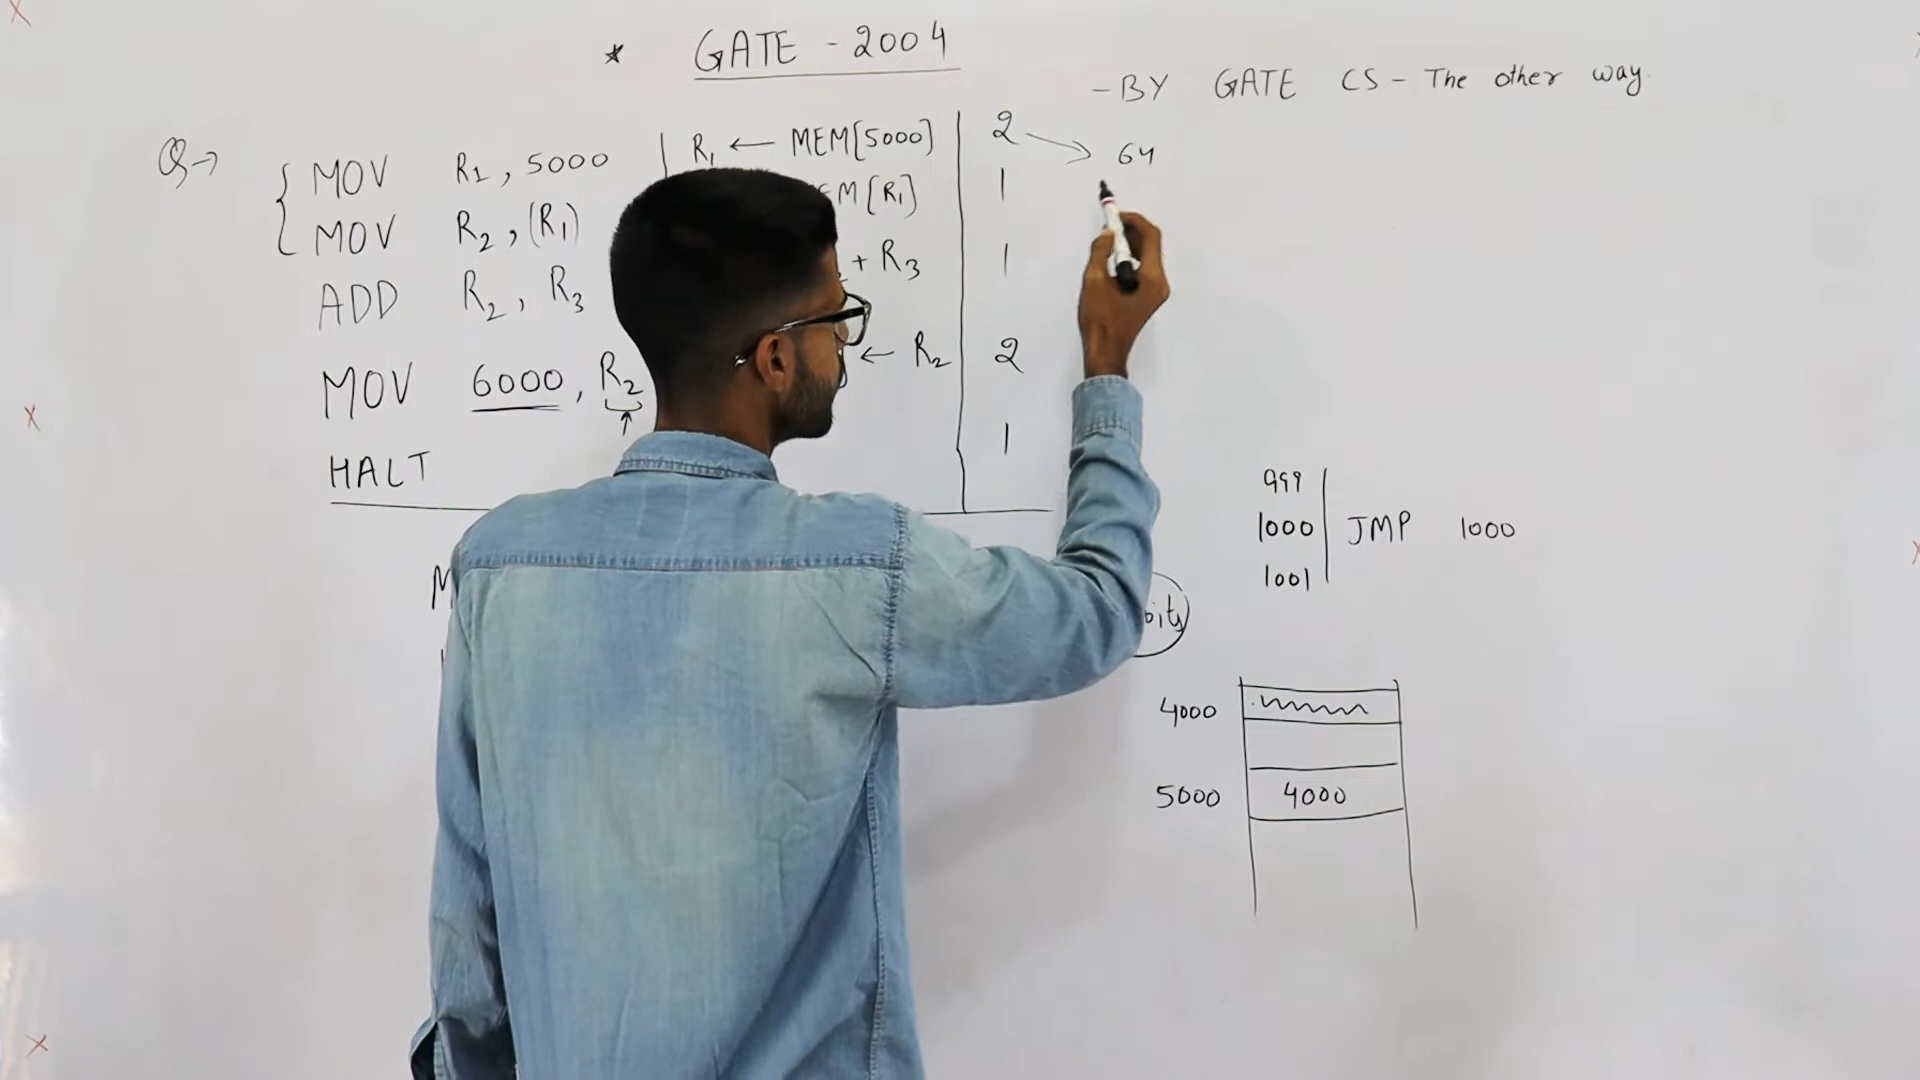 * GATE - 2004
- BY GATE CS - The other way.
Q→ MOV R1, 5000 R1 ← MEM[5000] 2 → 64
MOV R2, (R1) M[R1] 1
ADD R2, R3 + R3 1
MOV 6000, R2 ← R2 2
HALT 1
999
1000 JMP 1000
1001
bits
4000
5000 4000